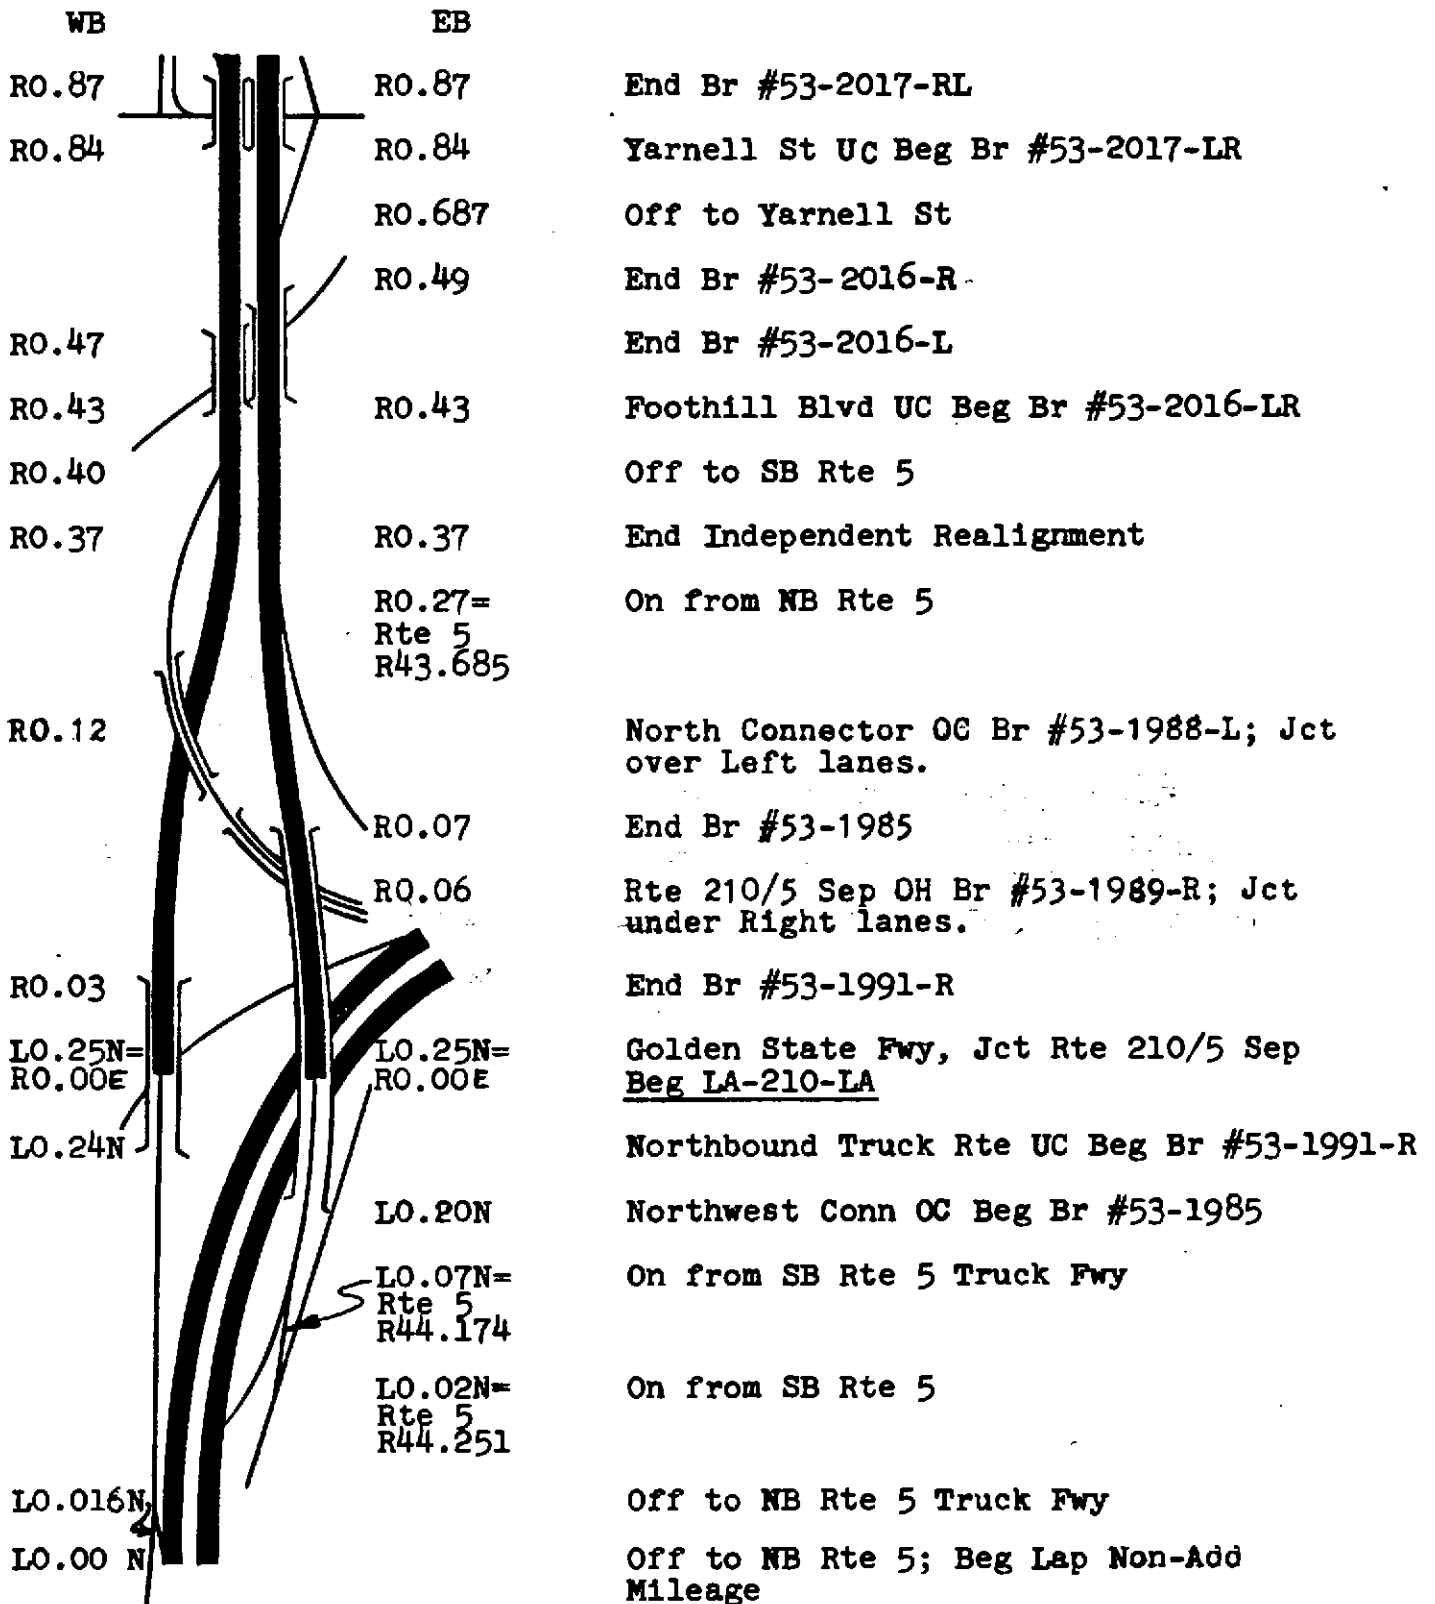 WB EB
R0.87 R0.87 End Br #53-2017-RL
R0.84 R0.84 Yarnell St UC Beg Br #53-2017-LR
R0.687 Off to Yarnell St
R0.49 End Br #53-2016-R
R0.47 End Br #53-2016-L
R0.43 R0.43 Foothill Blvd UC Beg Br #53-2016-LR
R0.40 Off to SB Rte 5
R0.37 R0.37 End Independent Realignment
R0.27= On from NB Rte 5
Rte 5
R43.685
R0.12 North Connector OC Br #53-1988-L; Jct
over Left lanes.
R0.07 End Br #53-1985
R0.06 Rte 210/5 Sep OH Br #53-1989-R; Jct
under Right lanes.
R0.03 End Br #53-1991-R
L0.25N= L0.25N= Golden State Fwy, Jct Rte 210/5 Sep
R0.00E R0.00E Beg LA-210-LA
L0.24N Northbound Truck Rte UC Beg Br #53-1991-R
L0.20N Northwest Conn OC Beg Br #53-1985
L0.07N= On from SB Rte 5 Truck Fwy
Rte 5
R44.174
L0.02N= On from SB Rte 5
Rte 5
R44.251
L0.016N Off to NB Rte 5 Truck Fwy
L0.00 N Off to NB Rte 5; Beg Lap Non-Add
Mileage